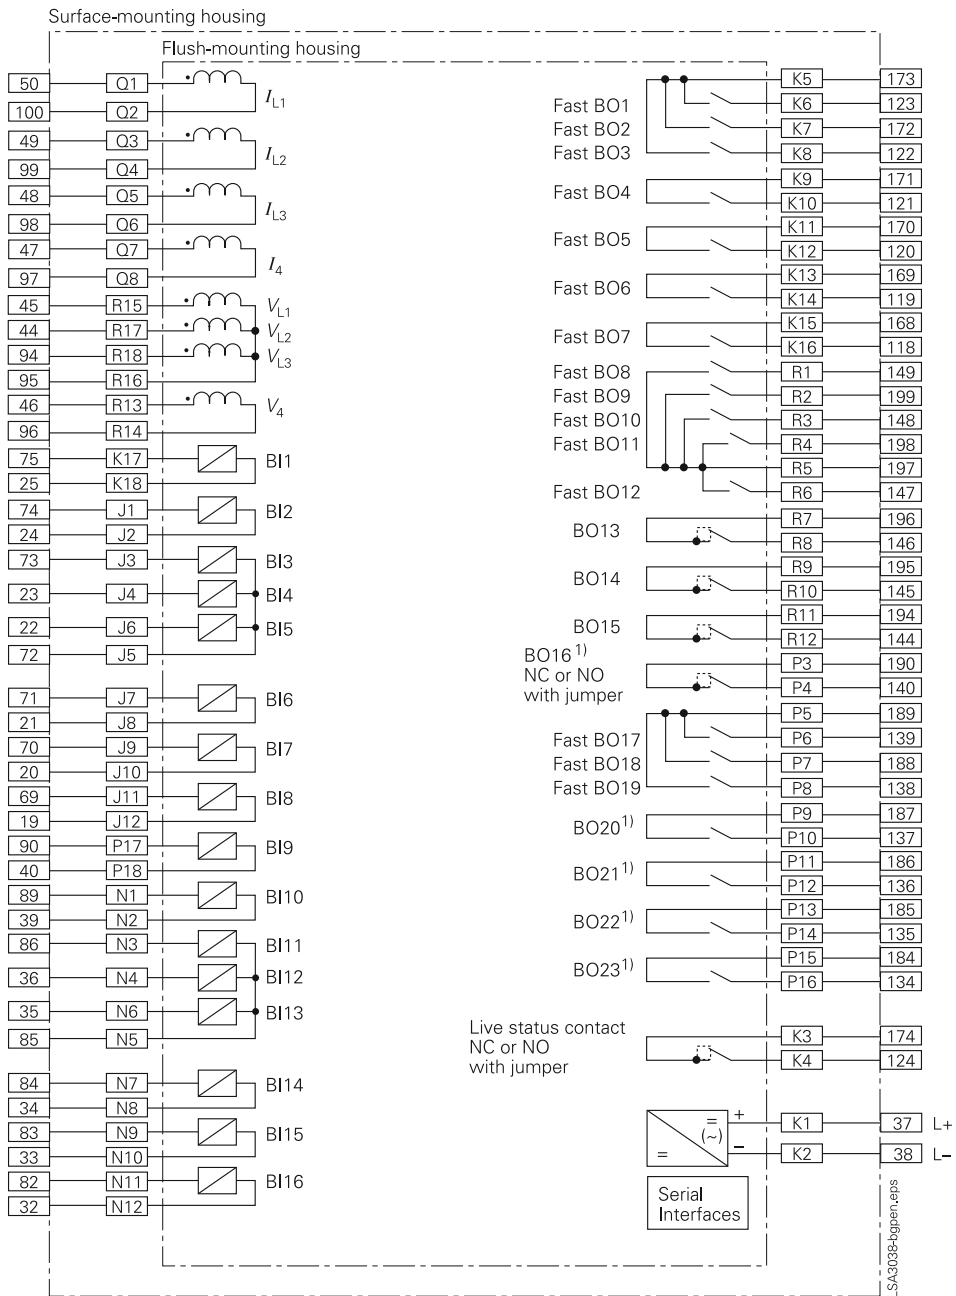 Surface-mounting housing
Flush-mounting housing
50 Q1 K5 173
I L1
100 Q2 Fast BO1 K6 123
49 Q3 Fast BO2 K7 172
I L2
99 Q4 Fast BO3 K8 122
48 Q5 K9 171
I L3 Fast BO4
98 Q6 K10 121
47 Q7 K11 170
I 4 Fast BO5
97 Q8 K12 120
45 R15 V L1 K13 169
Fast BO6
44 R17 V L2 K14 119
94 R18 V L3 K15 168
Fast BO7
95 R16 K16 118
46 R13 V 4 Fast BO8 R1 149
96 R14 Fast BO9 R2 199
75 K17 BI1 Fast BO10 R3 148
25 K18 Fast BO11 R4 198
74 J1 BI2 R5 197
24 J2 Fast BO12 R6 147
73 J3 BI3 R7 196
BO13
23 J4 BI4 R8 146
22 J6 BI5 R9 195
BO14
72 J5 R10 145
71 J7 BI6 R11 194
BO15
21 J8 R12 144
70 J9 BI7 BO16 1) P3 190
NC or NO
20 J10 with jumper P4 140
69 J11 BI8 P5 189
19 J12 Fast BO17 P6 139
90 P17 BI9 Fast BO18 P7 188
40 P18 Fast BO19 P8 138
89 N1 BI10 P9 187
BO20 1)
39 N2 P10 137
86 N3 BI11 P11 186
BO21 1)
36 N4 BI12 P12 136
35 N6 BI13 P13 185
BO22 1)
85 N5 P14 135
84 N7 BI14 P15 184
BO23 1)
34 N8 P16 134
83 N9 BI15 Live status contact K3 174
NC or NO
33 N10 with jumper K4 124
82 N11 BI16 = (~) + K1 37 L+
32 N12 = − K2 38 L−
Serial
Interfaces
LSA3038-bgpen.eps